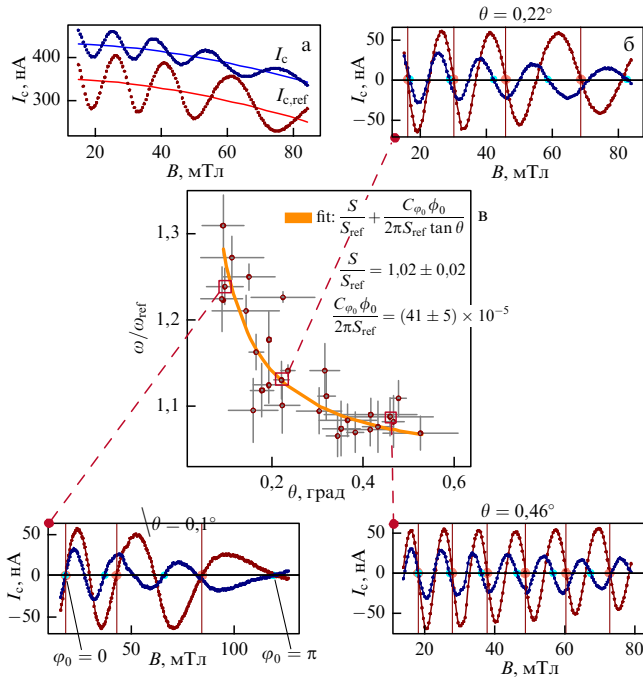 а
I_c, нА
400
300
I_c
I_c,ref
20 40 60 80
B, мТл
θ = 0,22°
б
I_c, нА
50
0
−50
20 40 60 80
B, мТл
в
fit: S/S_ref + C_φ0 ϕ_0/2πS_ref tan θ
S/S_ref = 1,02 ± 0,02
C_φ0 ϕ_0/2πS_ref = (41 ± 5) × 10^−5
ω/ω_ref
1,3
1,2
1,1
0,2 0,4 0,6
θ, град
θ = 0,1°
I_c, нА
50
0
−50
φ_0 = 0
50 100
B, мТл
φ_0 = π
θ = 0,46°
I_c, нА
50
0
−50
20 40 60 80
B, мТл